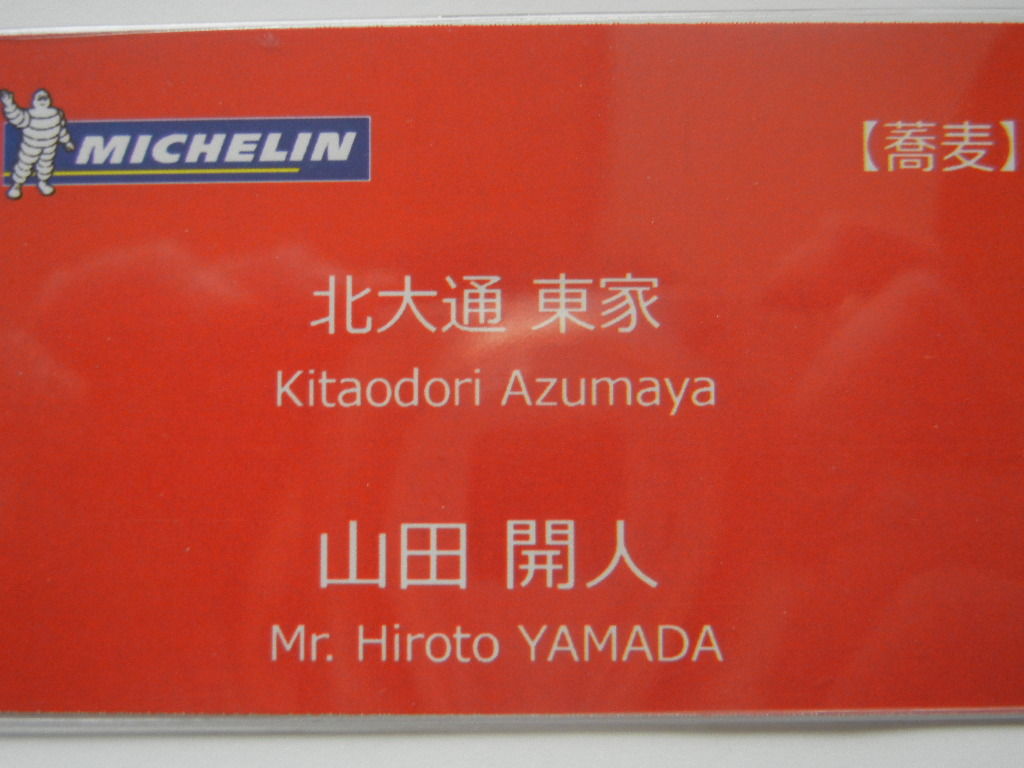 MICHELIN
【蕎麦】
北大通 東家
Kitaodori Azumaya
山田 開人
Mr. Hiroto YAMADA